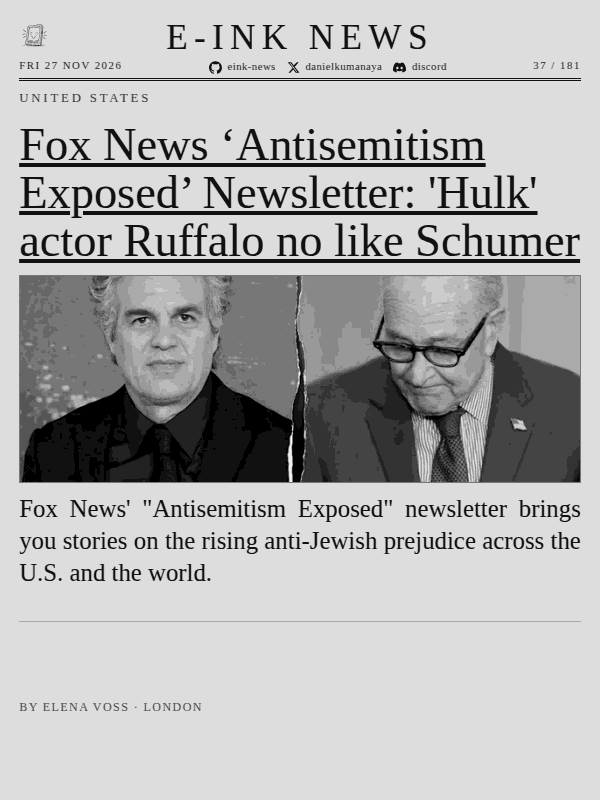 E-INK NEWS
FRI 27 NOV 2026
eink-news
danielkumanaya
discord
37 / 181
UNITED STATES
Fox News ‘Antisemitism
Exposed’ Newsletter: 'Hulk'
actor Ruffalo no like Schumer
Fox News' "Antisemitism Exposed" newsletter brings
you stories on the rising anti-Jewish prejudice across the
U.S. and the world.
BY ELENA VOSS · LONDON